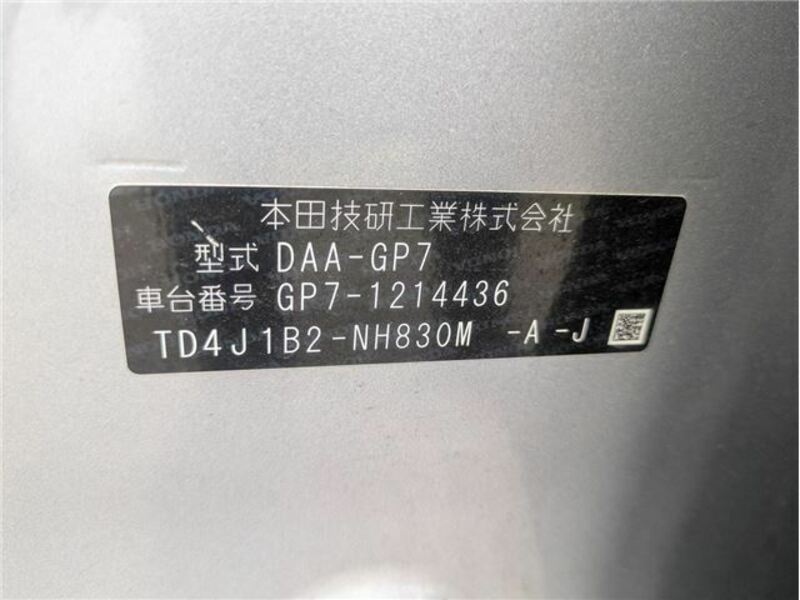 本田技研工業株式会社
型式 DAA-GP7
車台番号 GP7-1214436
TD4J1B2-NH830M -A -J